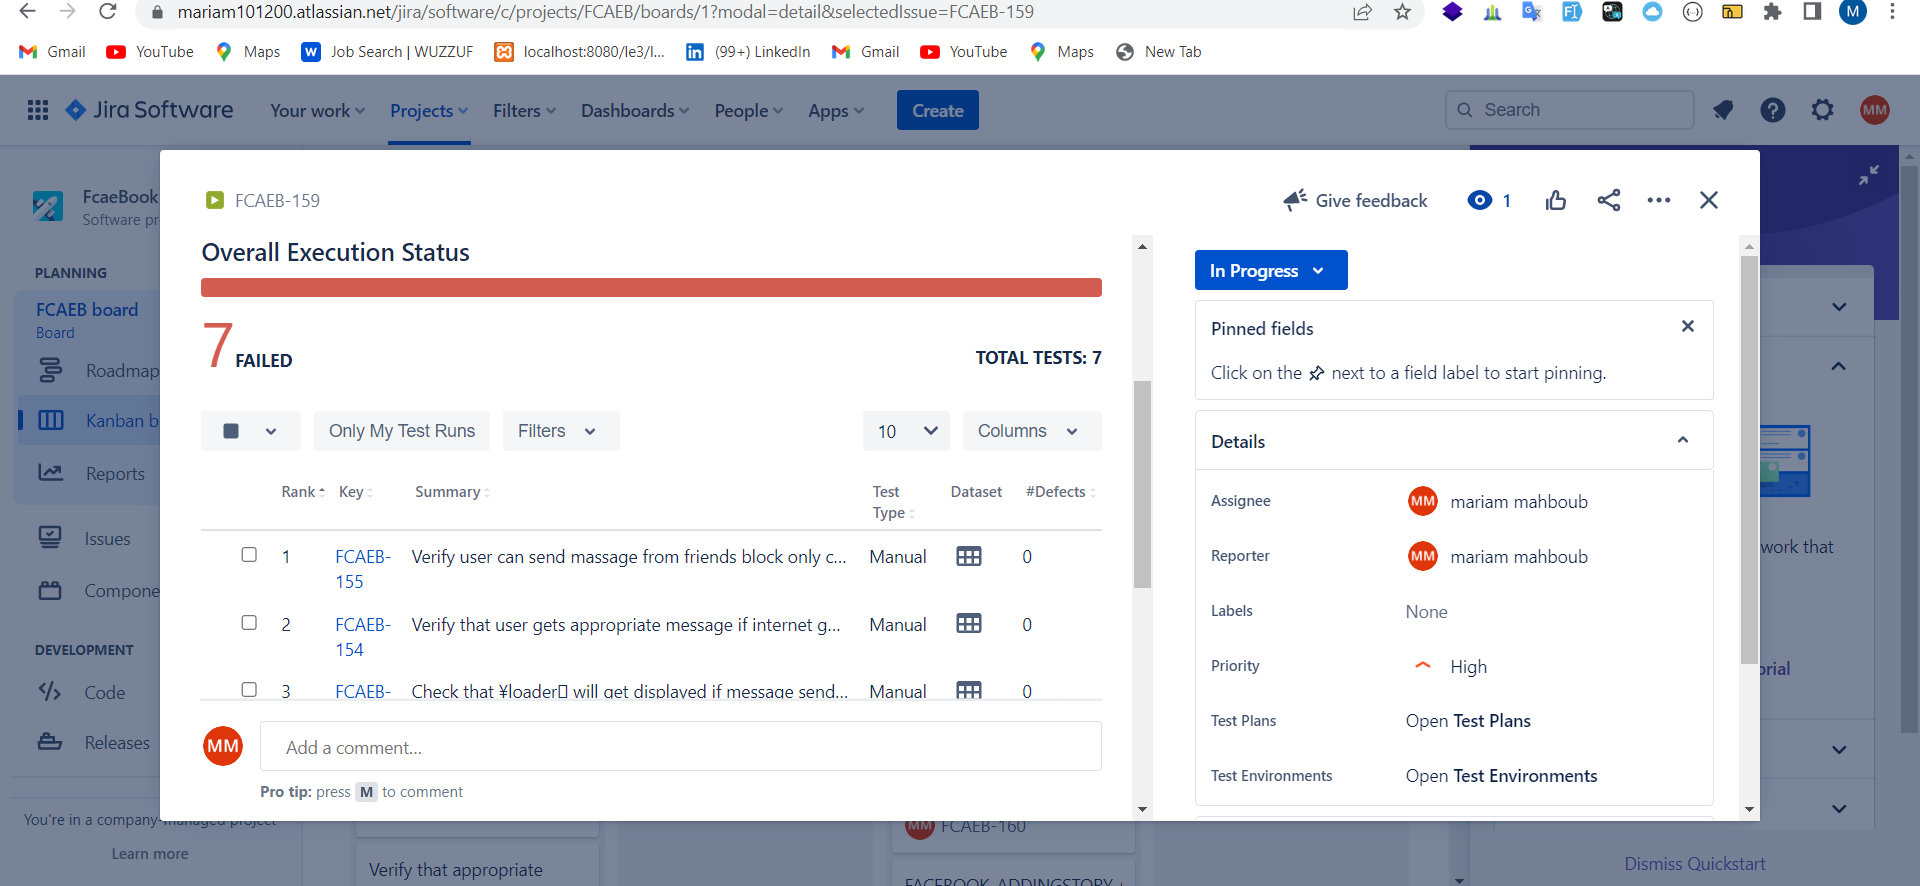 mariam101200.atlassian.net/jira/software/c/projects/FCAEB/boards/1?modal=detail&selectedIssue=FCAEB-159
M
Gmail YouTube Maps W Job Search | WUZZUF localhost:8080/le3/l... in (99+) LinkedIn Gmail YouTube Maps New Tab
Jira Software Your work Projects Filters Dashboards People Apps Create Search MM
FcaeBook
Software pr
PLANNING
FCAEB board
Board
Roadmap
Kanban b
Reports
Issues
Compone
DEVELOPMENT
Code
Releases
You're in a company-managed project
Learn more
FCAEB-159
Give feedback 1
Overall Execution Status
7 FAILED
TOTAL TESTS: 7
Only My Test Runs Filters 10 Columns
Rank Key Summary Test Type Dataset #Defects
1 FCAEB-155 Verify user can send massage from friends block only c... Manual 0
2 FCAEB-154 Verify that user gets appropriate message if internet g... Manual 0
3 FCAEB- Check that ¥loader▯ will get displayed if message send... Manual 0
MM Add a comment...
Pro tip: press M to comment
In Progress
Pinned fields
Click on the next to a field label to start pinning.
Details
Assignee MM mariam mahboub
Reporter MM mariam mahboub
Labels None
Priority High
Test Plans Open Test Plans
Test Environments Open Test Environments
work that
orial
Verify that appropriate
MM FCAEB-160
FACEBOOK_ADDINGSTORY
Dismiss Quickstart